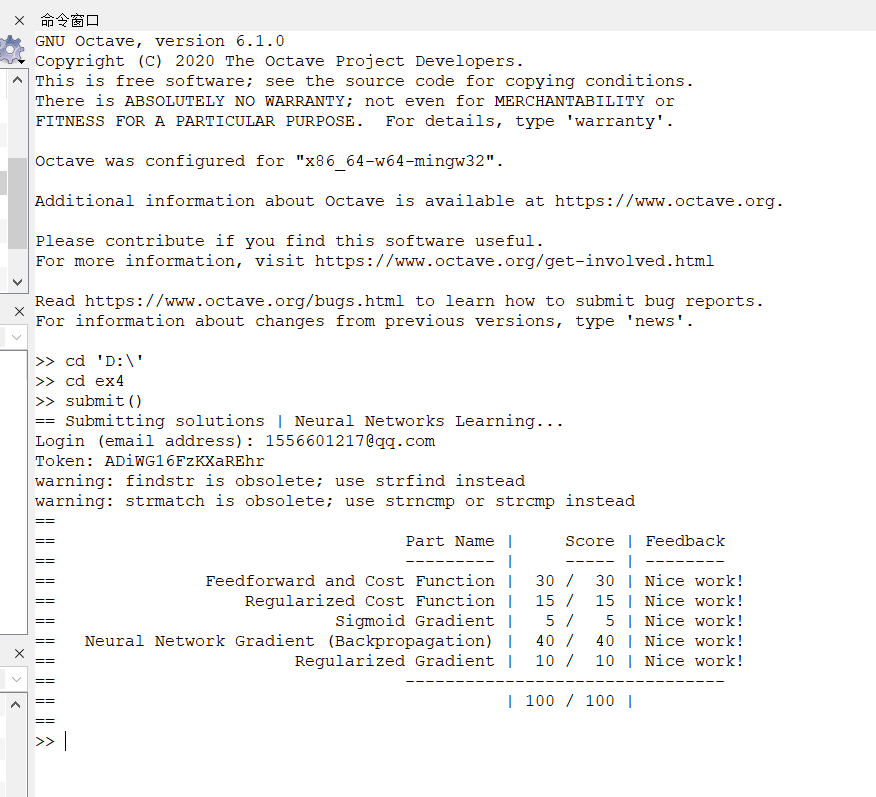 命令窗口
GNU Octave, version 6.1.0
Copyright (C) 2020 The Octave Project Developers.
This is free software; see the source code for copying conditions.
There is ABSOLUTELY NO WARRANTY; not even for MERCHANTABILITY or
FITNESS FOR A PARTICULAR PURPOSE.  For details, type 'warranty'.
Octave was configured for "x86_64-w64-mingw32".
Additional information about Octave is available at https://www.octave.org.
Please contribute if you find this software useful.
For more information, visit https://www.octave.org/get-involved.html
Read https://www.octave.org/bugs.html to learn how to submit bug reports.
For information about changes from previous versions, type 'news'.
>> cd 'D:\'
>> cd ex4
>> submit()
== Submitting solutions | Neural Networks Learning...
Login (email address): 1556601217@qq.com
Token: ADiWG16FzKXaREhr
warning: findstr is obsolete; use strfind instead
warning: strmatch is obsolete; use strncmp or strcmp instead
==
==                                   Part Name |     Score | Feedback
==                                   --------- |     ----- | --------
==               Feedforward and Cost Function |  30 /  30 | Nice work!
==                   Regularized Cost Function |  15 /  15 | Nice work!
==                            Sigmoid Gradient |   5 /   5 | Nice work!
==   Neural Network Gradient (Backpropagation) |  40 /  40 | Nice work!
==                        Regularized Gradient |  10 /  10 | Nice work!
==                                   --------------------------------
==                                             | 100 / 100 |
==
>>